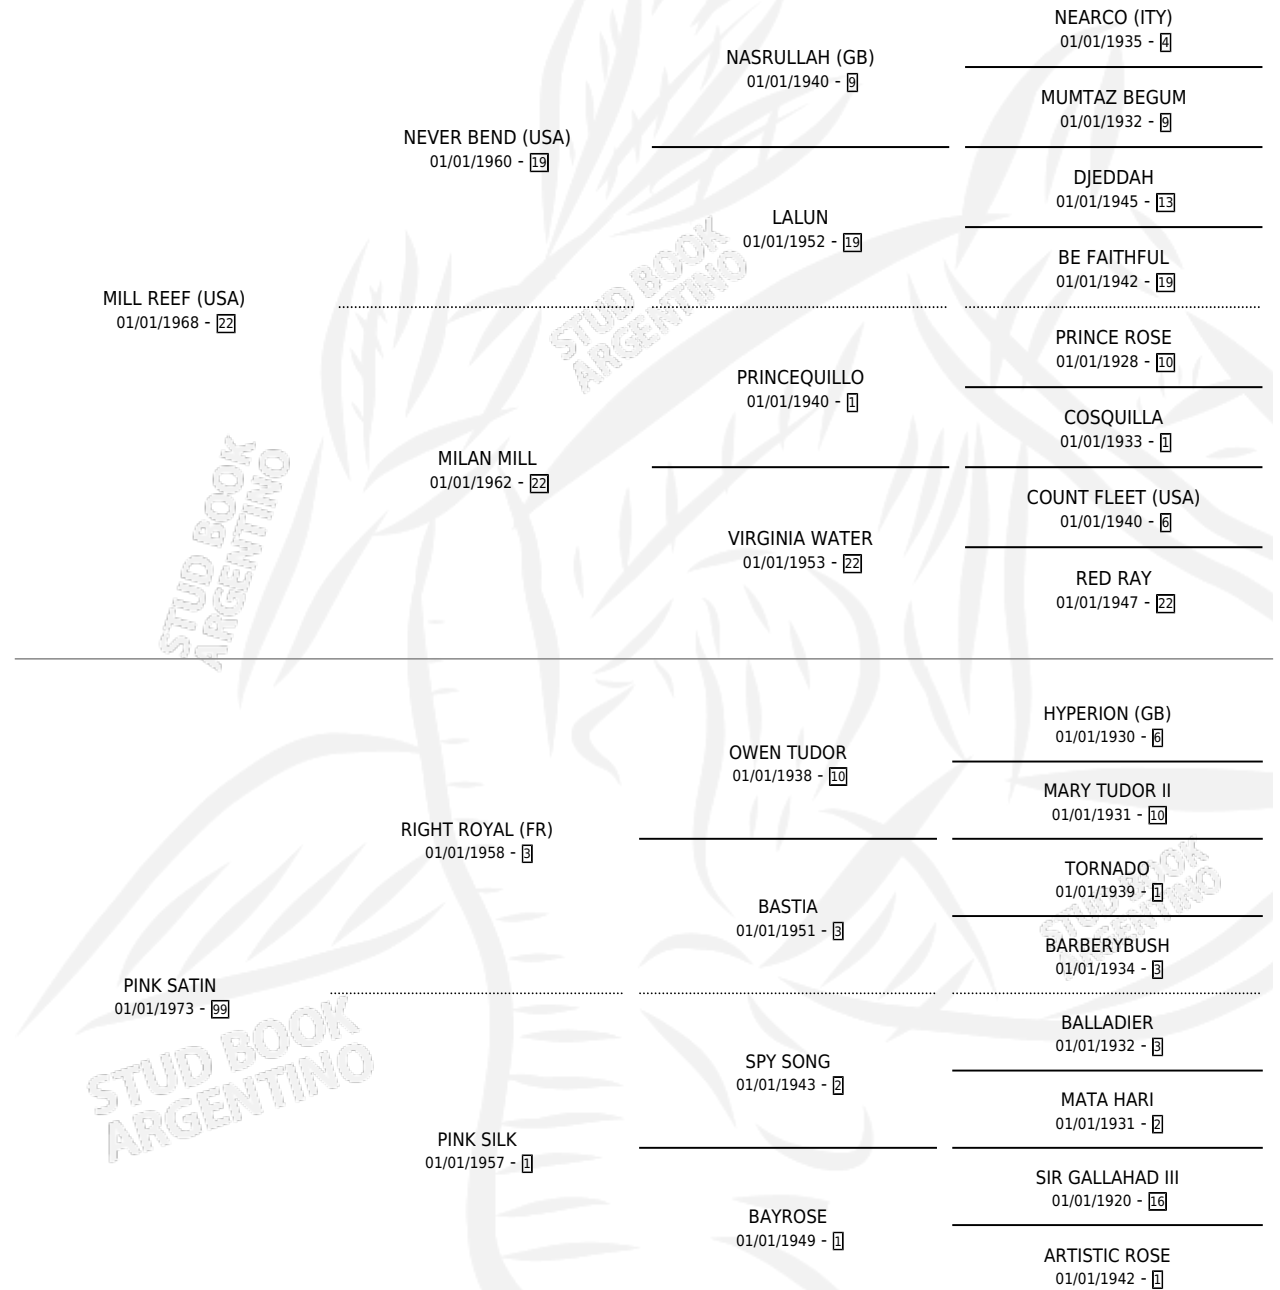 NEARCO (ITY)
01/01/1935 - 4
NASRULLAH (GB)
01/01/1940 - 9
MUMTAZ BEGUM
01/01/1932 - 9
NEVER BEND (USA)
01/01/1960 - 19
DJEDDAH
01/01/1945 - 13
LALUN
01/01/1952 - 19
BE FAITHFUL
01/01/1942 - 19
MILL REEF (USA)
01/01/1968 - 22
PRINCE ROSE
01/01/1928 - 10
PRINCEQUILLO
01/01/1940 - 1
COSQUILLA
01/01/1933 - 1
MILAN MILL
01/01/1962 - 22
COUNT FLEET (USA)
01/01/1940 - 6
VIRGINIA WATER
01/01/1953 - 22
RED RAY
01/01/1947 - 22
HYPERION (GB)
01/01/1930 - 6
OWEN TUDOR
01/01/1938 - 10
MARY TUDOR II
01/01/1931 - 10
RIGHT ROYAL (FR)
01/01/1958 - 3
TORNADO
01/01/1939 - 1
BASTIA
01/01/1951 - 3
BARBERYBUSH
01/01/1934 - 3
PINK SATIN
01/01/1973 - 99
BALLADIER
01/01/1932 - 3
SPY SONG
01/01/1943 - 2
MATA HARI
01/01/1931 - 2
PINK SILK
01/01/1957 - 1
SIR GALLAHAD III
01/01/1920 - 16
BAYROSE
01/01/1949 - 1
ARTISTIC ROSE
01/01/1942 - 1
STUD BOOK
ARGENTINO
STUD BOOK
ARGENTINO
STUD BOOK
ARGENTINO
STUD BOOK
ARGENTINO